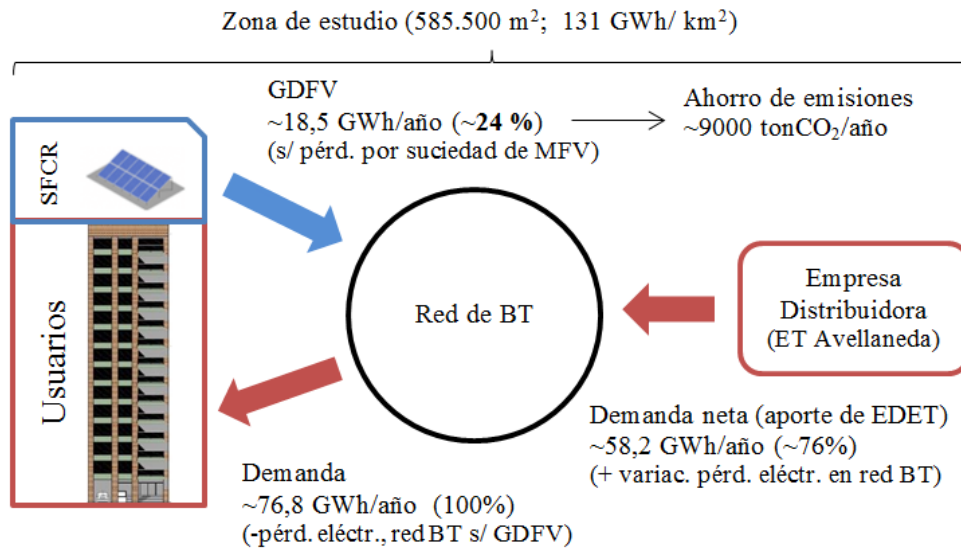 Zona de estudio (585.500 m²;  131 GWh/ km²)
GDFV
~18,5 GWh/año (~24 %)
(s/ pérd. por suciedad de MFV)
Ahorro de emisiones
~9000 tonCO₂/año
SFCR
Usuarios
Red de BT
Empresa
Distribuidora
(ET Avellaneda)
Demanda neta (aporte de EDET)
~58,2 GWh/año (~76%)
(+ variac. pérd. eléctr. en red BT)
Demanda
~76,8 GWh/año  (100%)
(-pérd. eléctr., red BT s/ GDFV)